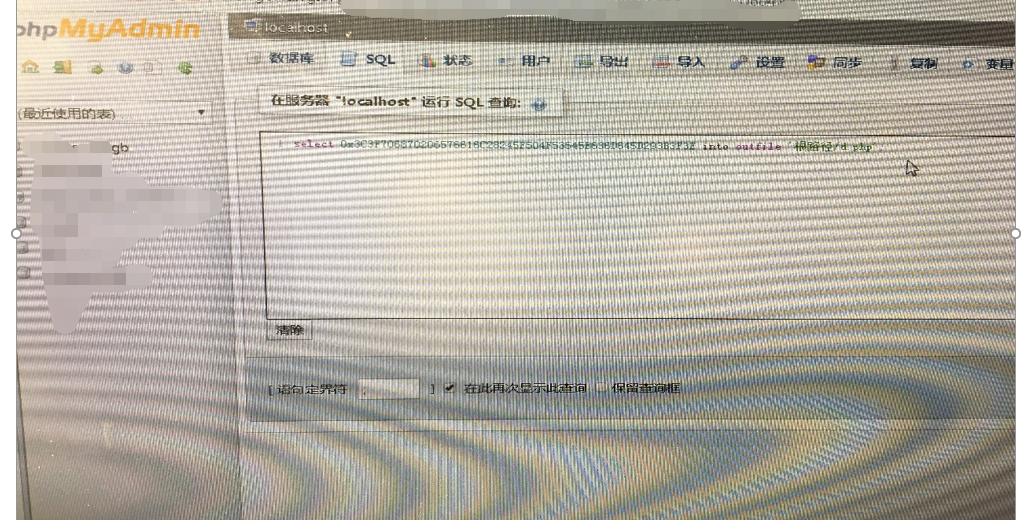 phpMyAdmin
localhost
数据库 SQL 状态 用户 导出 导入 设置 同步 复制 变量
(最近使用的表)
在服务器 "localhost" 运行 SQL 查询:
gb
1 select into outfile '根路径/d.php'
清除
[ 语句定界符 ; ] 在此再次显示此查询 保留查询框